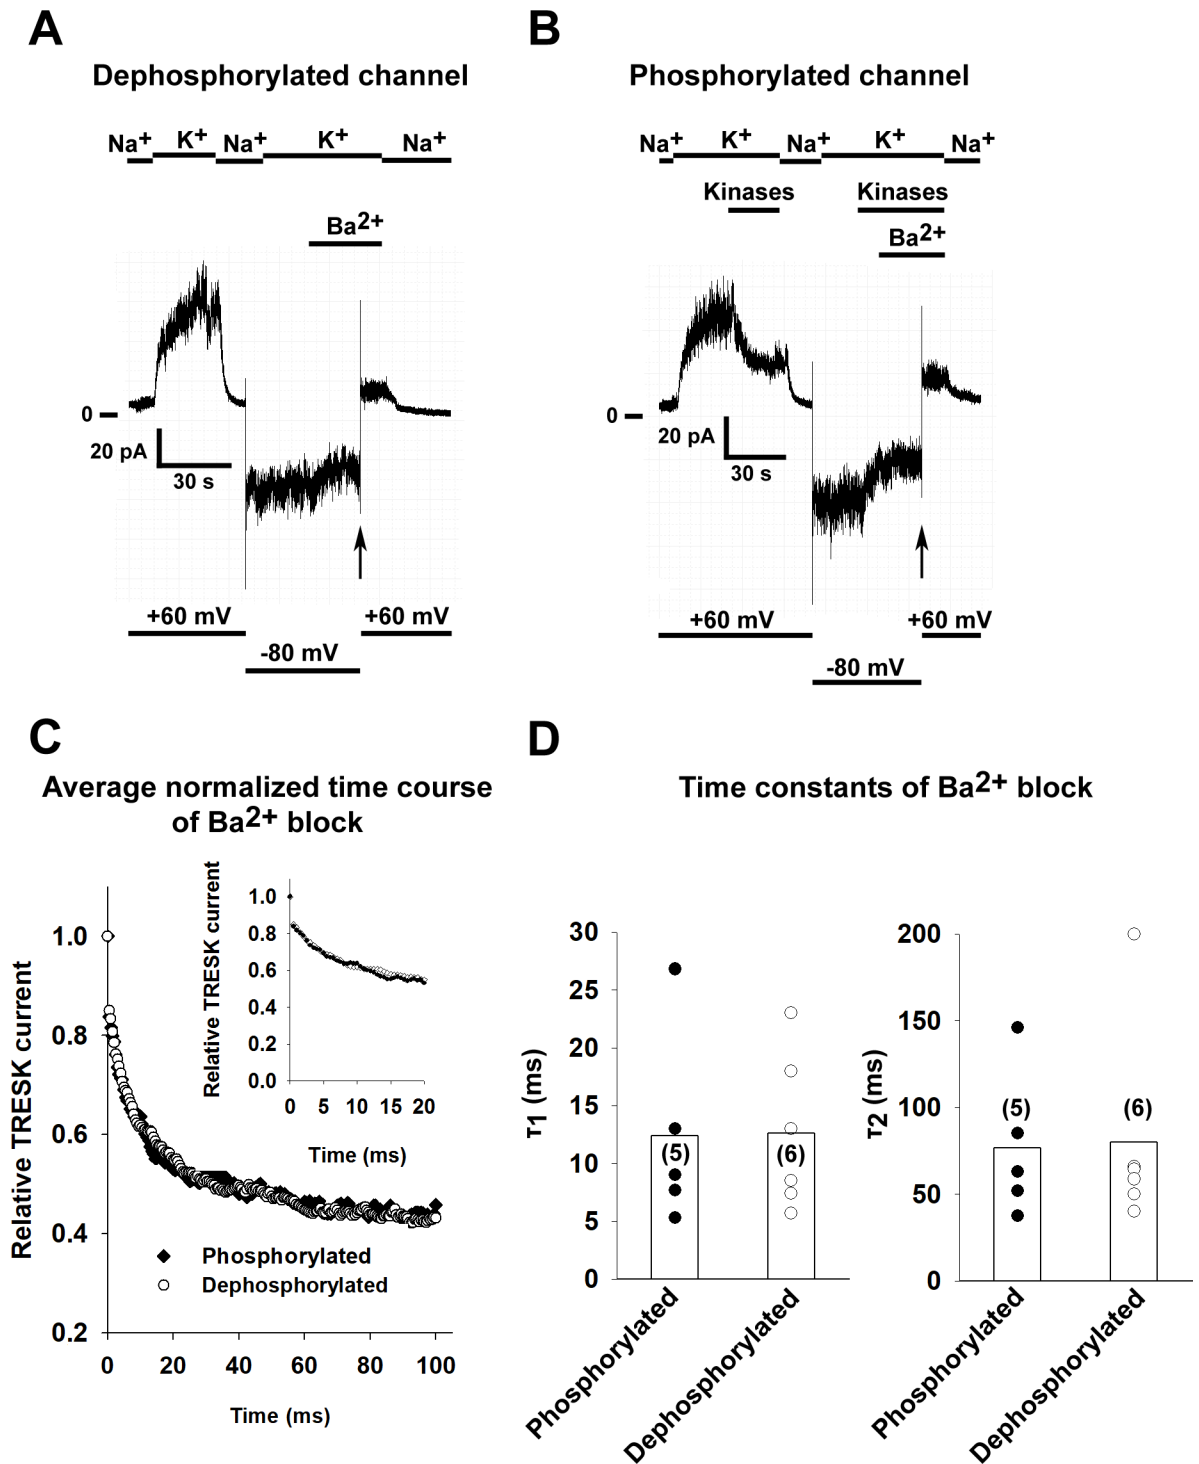 A
B
Dephosphorylated channel
Phosphorylated channel
Na+ K+ Na+ K+ Na+
Ba2+
0
20 pA
30 s
+60 mV
-80 mV
+60 mV
Na+ K+ Na+ K+ Na+
Kinases Kinases
Ba2+
0
20 pA
30 s
+60 mV
-80 mV
+60 mV
C
Average normalized time course
of Ba2+ block
Relative TRESK current
1.0
0.8
0.6
0.4
0.2
0 20 40 60 80 100
Time (ms)
Phosphorylated
Dephosphorylated
Relative TRESK current
1.0
0.8
0.6
0.4
0.2
0.0
0 5 10 15 20
Time (ms)
D
Time constants of Ba2+ block
τ1 (ms)
30
25
20
15
10
5
0
(5) (6)
Phosphorylated
Dephosphorylated
τ2 (ms)
200
150
100
50
0
(5) (6)
Phosphorylated
Dephosphorylated